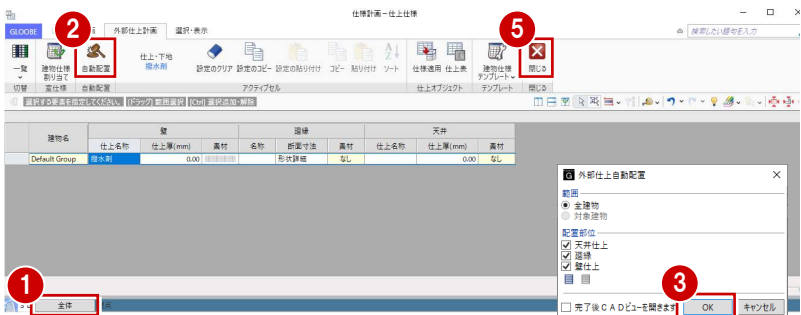 仕様計画－仕上仕様
GLOOBE 外部仕上計画 選択・表示 検索したい語句を入力
2 5
一覧 建物仕様割り当て 自動配置 仕上・下地 撥水剤 設定のクリア 設定のコピー 設定の貼り付け コピー 貼り付け ソート 仕様適用 仕上表 建物仕様テンプレート 閉じる
切替 室仕様 自動配置 アクティブセル 仕上オブジェクト テンプレート 閉じる
選択する要素を指定してください。 [ドラッグ] 範囲選択 [Ctrl] 選択追加・解除
建物名 壁 廻縁 天井
仕上名称 仕上厚(mm) 素材 名称 断面寸法 素材 仕上名称 仕上厚(mm) 素材
Default Group 撥水剤 0.00 形状詳細 なし 0.00 なし
G 外部仕上自動配置
範囲
全建物
対象建物
配置部位
天井仕上
廻縁
壁仕上
1 3
全体
完了後ＣＡＤビューを開きます OK キャンセル